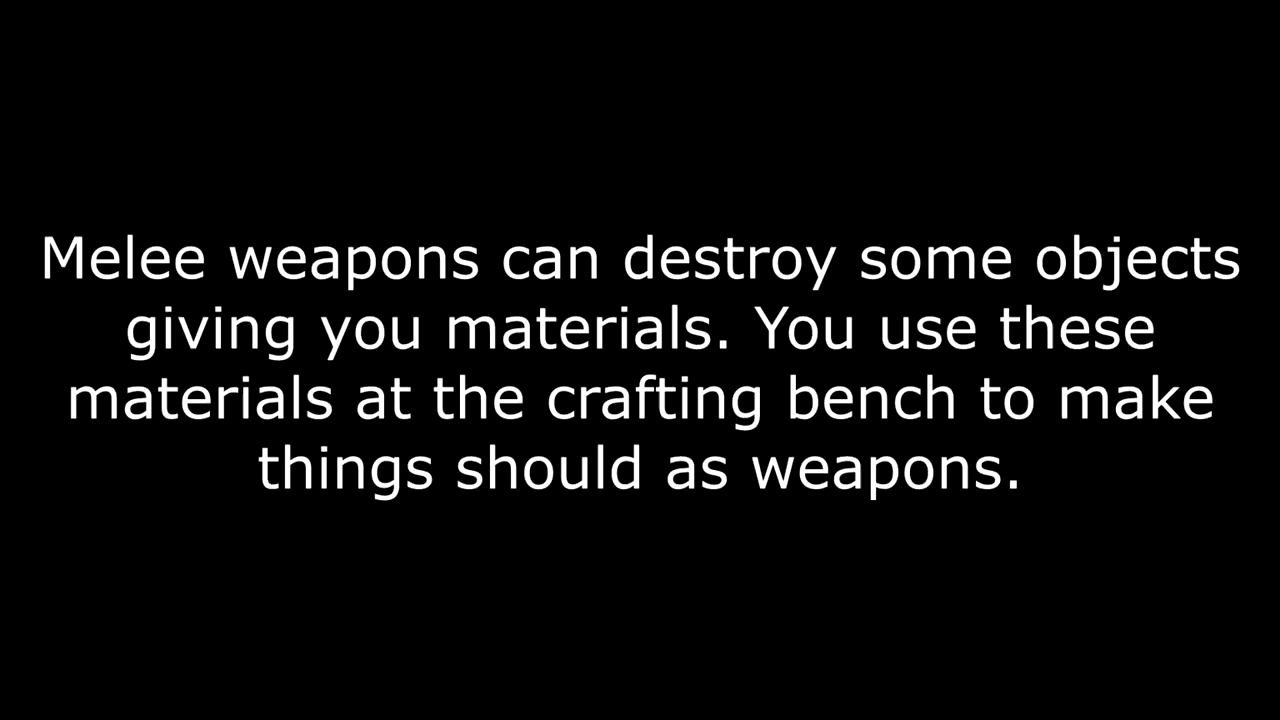 Melee weapons can destroy some objects
giving you materials. You use these
materials at the crafting bench to make
things should as weapons.